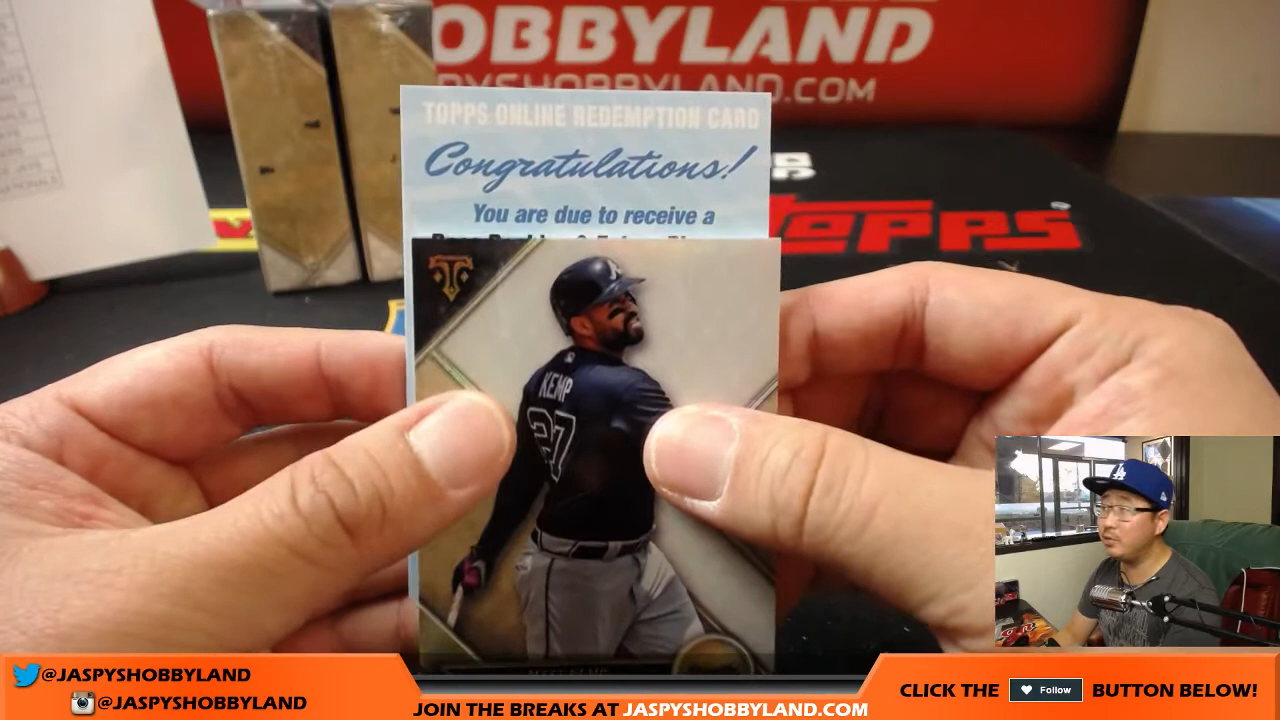 OBBYLAND
PYSHOBBYLAND.COM
TOPPS ONLINE REDEMPTION CARD
Congratulations!
You are due to receive a
TOPPS
KEMP
27
LA
@JASPYSHOBBYLAND
@JASPYSHOBBYLAND
JOIN THE BREAKS AT JASPYSHOBBYLAND.COM
CLICK THE Follow BUTTON BELOW!